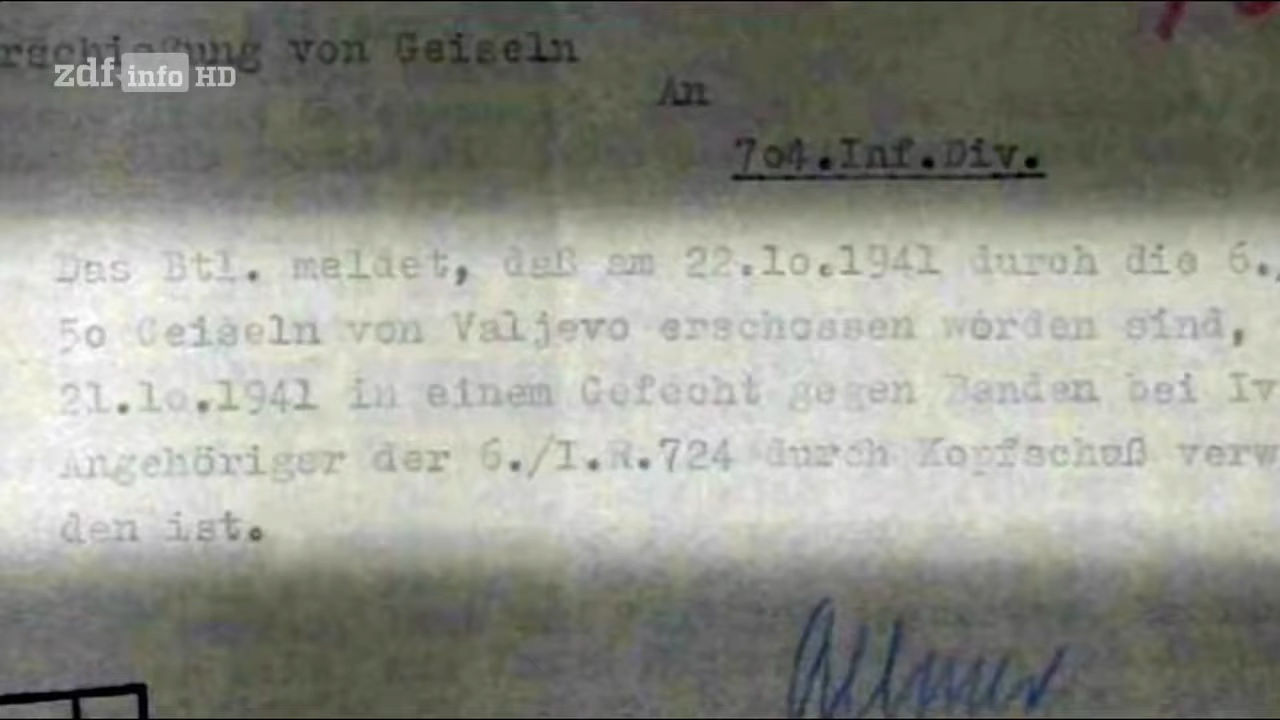 rschießung von Geiseln
zdf info HD
An
7o4.Inf.Div.
Das Btl. meldet, daß am 22.1o.1941 durch die 6.
5o Geiseln von Valjevo erschossen worden sind,
21.1o.1941 in einem Gefecht gegen Banden bei Iv
Angehöriger der 6./I.R.724 durch Kopfschuß verw
den ist.